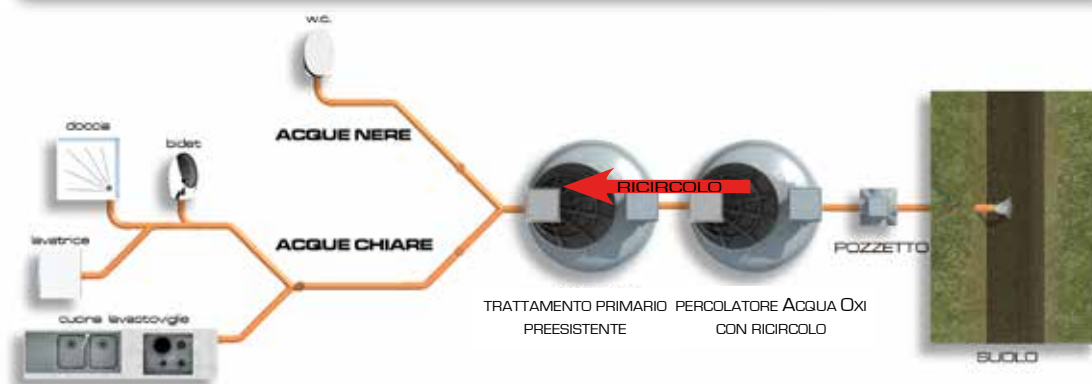 w.c.
doccia
bidet
ACQUE NERE
RICIRCOLO
lavatrice
ACQUE CHIARE
POZZETTO
TRATTAMENTO PRIMARIO
PREESISTENTE
PERCOLATORE ACQUA OXI
CON RICIRCOLO
cucina lavastoviglie
SUOLO